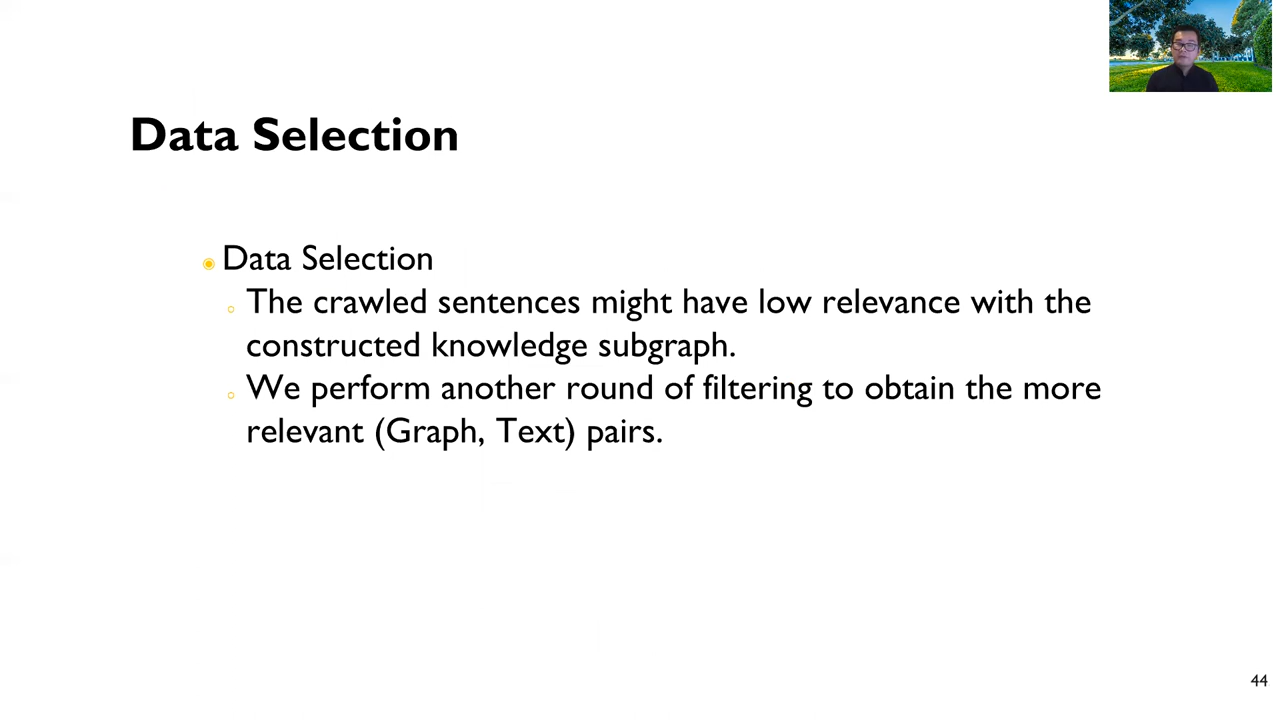 Data Selection
Data Selection
The crawled sentences might have low relevance with the
constructed knowledge subgraph.
We perform another round of filtering to obtain the more
relevant (Graph, Text) pairs.
44